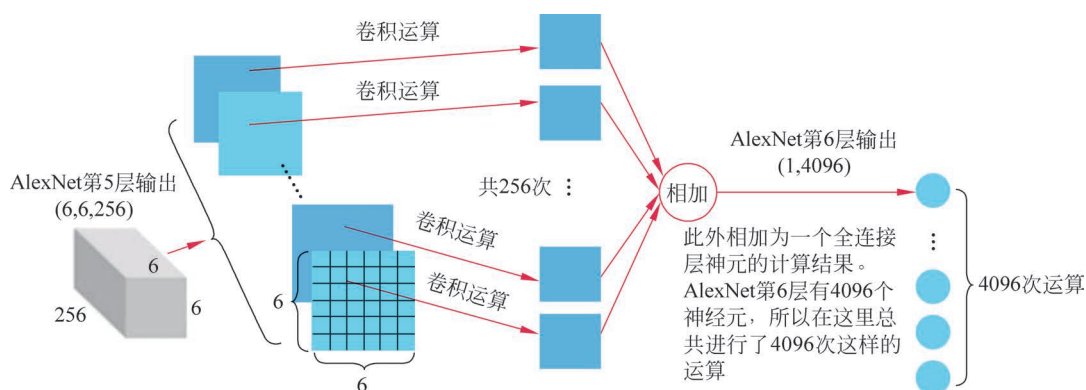 卷积运算
卷积运算
AlexNet第5层输出
(6,6,256)
6
6
256
共256次
卷积运算
卷积运算
6
6
相加
AlexNet第6层输出
(1,4096)
此外相加为一个全连接
层神元的计算结果。
AlexNet第6层有4096个
神经元，所以在这里总
共进行了4096次这样的
运算
4096次运算